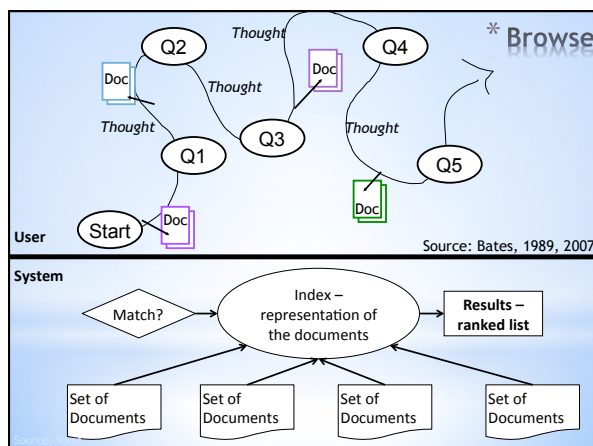 * Browse
Q2
Thought
Q4
Doc
Doc
Thought
Q3
Thought
Q1
Q5
Doc
Start
Doc
User
Source: Bates, 1989, 2007
System
Match?
Index –
representation of
the documents
Results –
ranked list
Set of
Documents
Set of
Documents
Set of
Documents
Set of
Documents
Source: